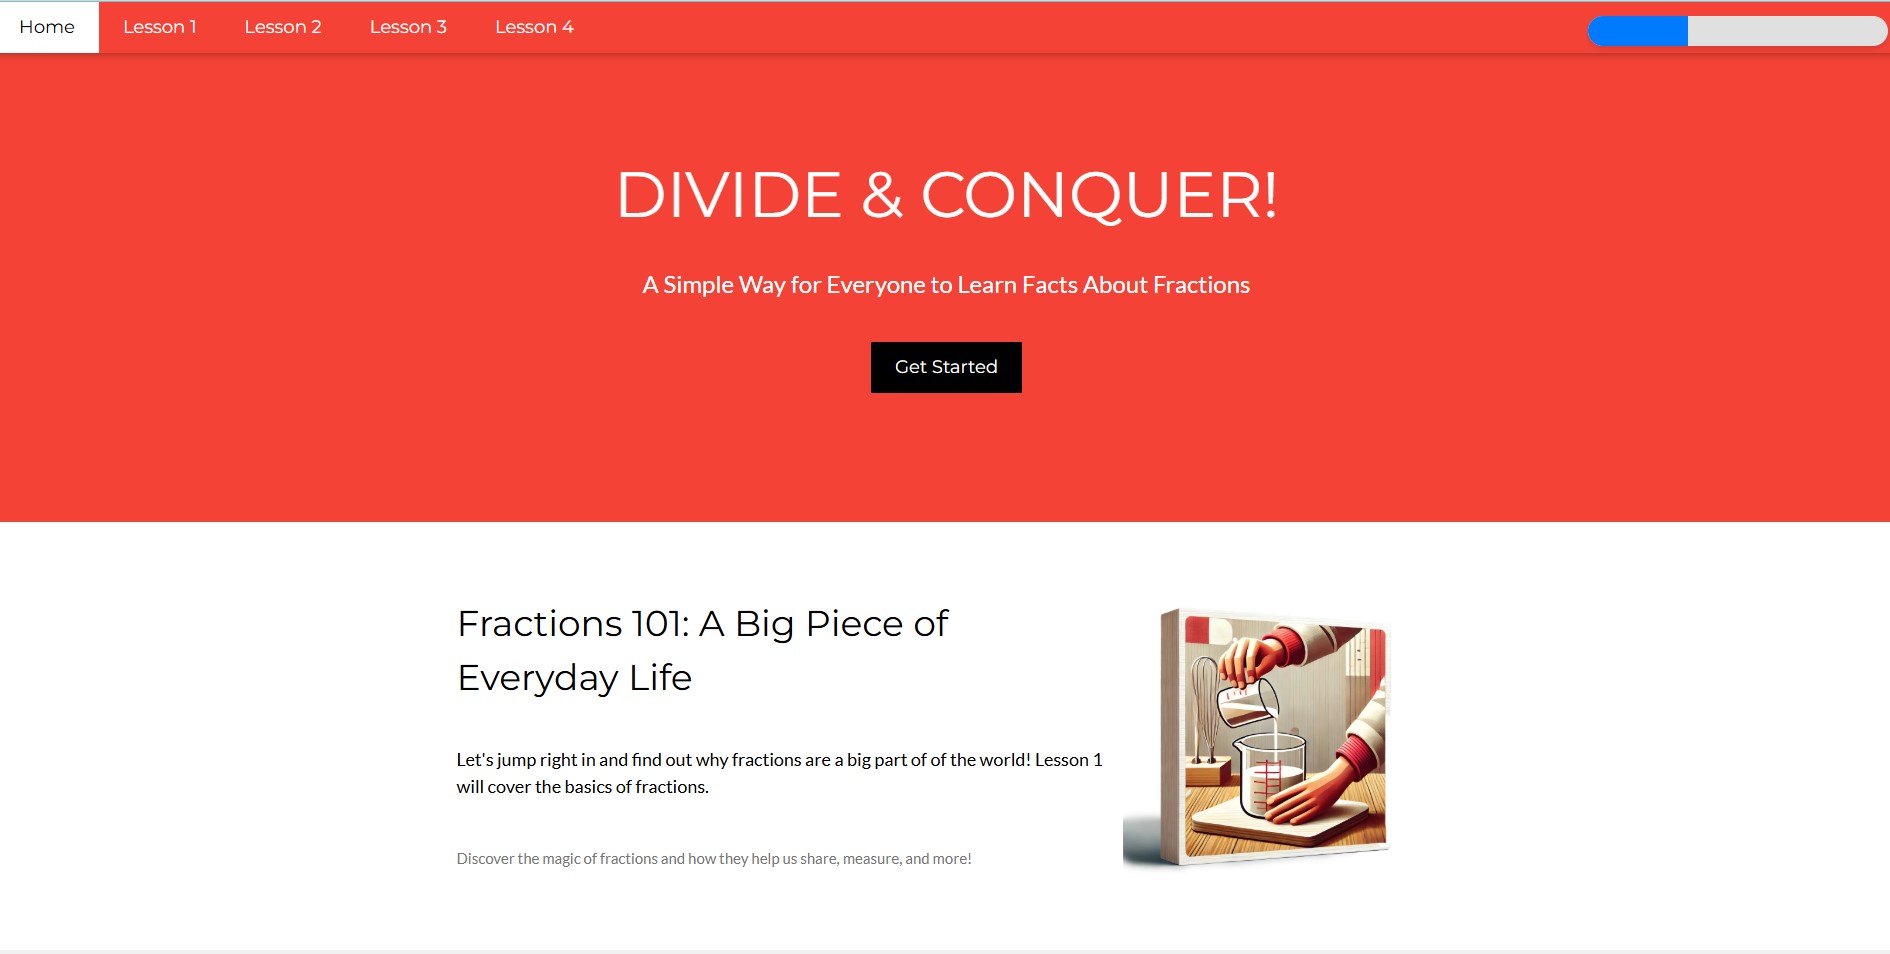 Home Lesson 1 Lesson 2 Lesson 3 Lesson 4
DIVIDE & CONQUER!
A Simple Way for Everyone to Learn Facts About Fractions
Get Started
Fractions 101: A Big Piece of
Everyday Life
Let's jump right in and find out why fractions are a big part of of the world! Lesson 1
will cover the basics of fractions.
Discover the magic of fractions and how they help us share, measure, and more!